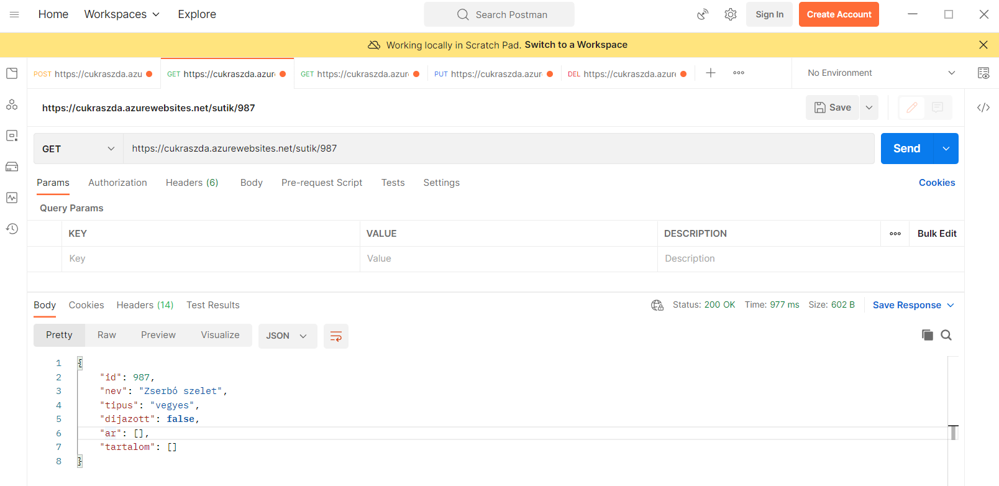 Home Workspaces Explore Search Postman Sign In Create Account
Working locally in Scratch Pad. Switch to a Workspace
POST https://cukraszda.azu GET https://cukraszda.azur GET https://cukraszda.azur PUT https://cukraszda.azur DEL https://cukraszda.azure No Environment
https://cukraszda.azurewebsites.net/sutik/987 Save
GET https://cukraszda.azurewebsites.net/sutik/987 Send
Params Authorization Headers (6) Body Pre-request Script Tests Settings Cookies
Query Params
KEY VALUE DESCRIPTION Bulk Edit
Key Value Description
Body Cookies Headers (14) Test Results Status: 200 OK Time: 977 ms Size: 602 B Save Response
Pretty Raw Preview Visualize JSON
1 {
2 "id": 987,
3 "nev": "Zserbó szelet",
4 "tipus": "vegyes",
5 "dijazott": false,
6 "ar": [],
7 "tartalom": []
8 }